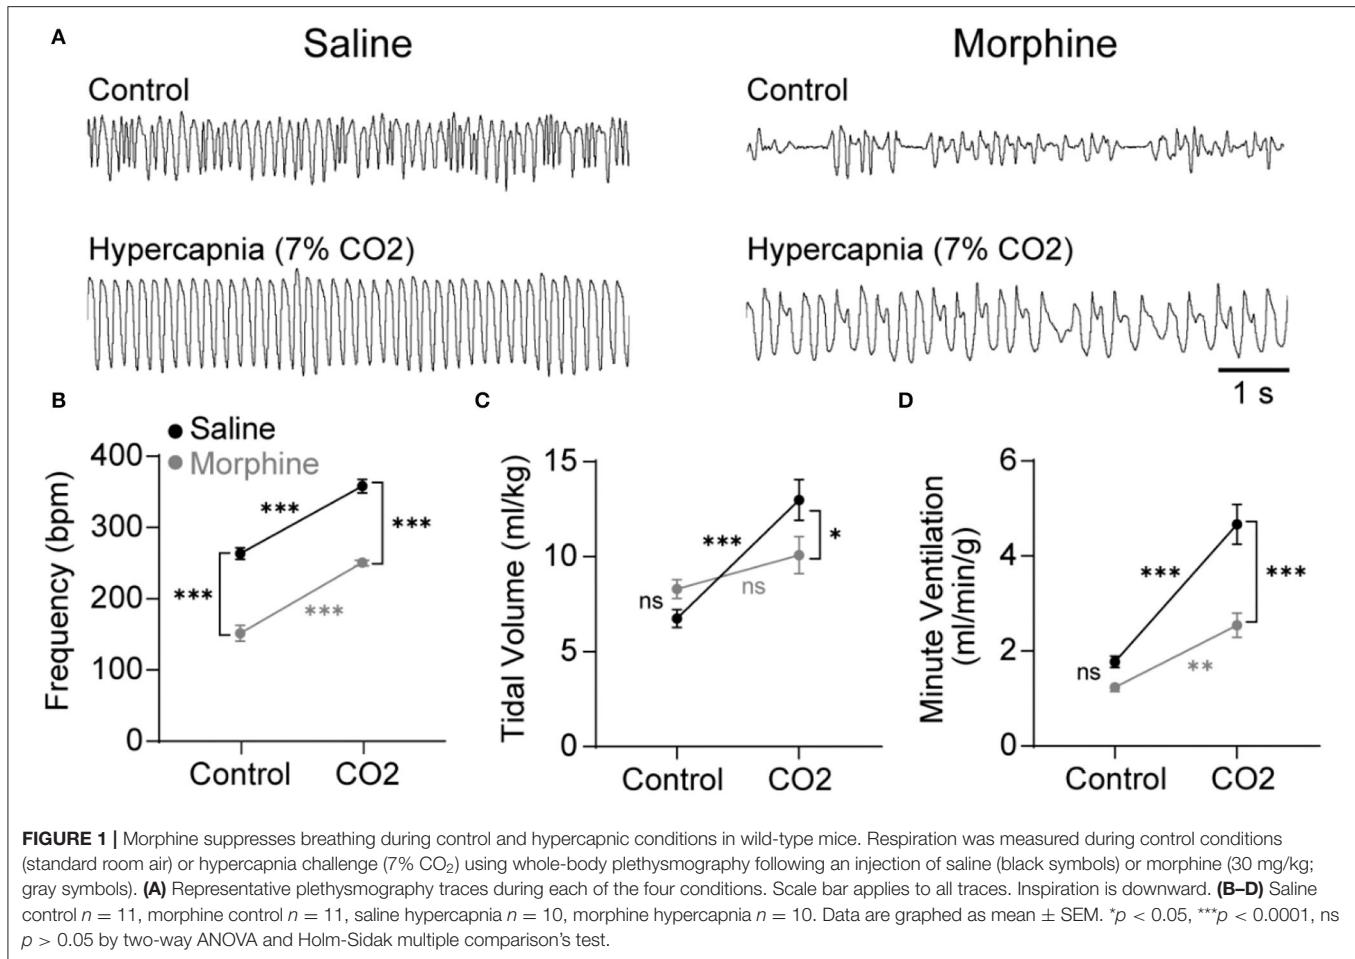 A
Saline
Morphine
Control
Control
Hypercapnia (7% CO2)
Hypercapnia (7% CO2)
1 s
B
Saline
Morphine
Frequency (bpm)
400
300
200
100
0
***
***
***
***
Control
CO2
C
Tidal Volume (ml/kg)
15
10
5
0
***
*
ns
ns
Control
CO2
D
Minute Ventilation
(ml/min/g)
6
4
2
0
***
***
ns
**
Control
CO2
FIGURE 1 | Morphine suppresses breathing during control and hypercapnic conditions in wild-type mice. Respiration was measured during control conditions
(standard room air) or hypercapnia challenge (7% CO₂) using whole-body plethysmography following an injection of saline (black symbols) or morphine (30 mg/kg;
gray symbols). (A) Representative plethysmography traces during each of the four conditions. Scale bar applies to all traces. Inspiration is downward. (B–D) Saline
control n = 11, morphine control n = 11, saline hypercapnia n = 10, morphine hypercapnia n = 10. Data are graphed as mean ± SEM. *p < 0.05, ***p < 0.0001, ns
p > 0.05 by two-way ANOVA and Holm-Sidak multiple comparison's test.